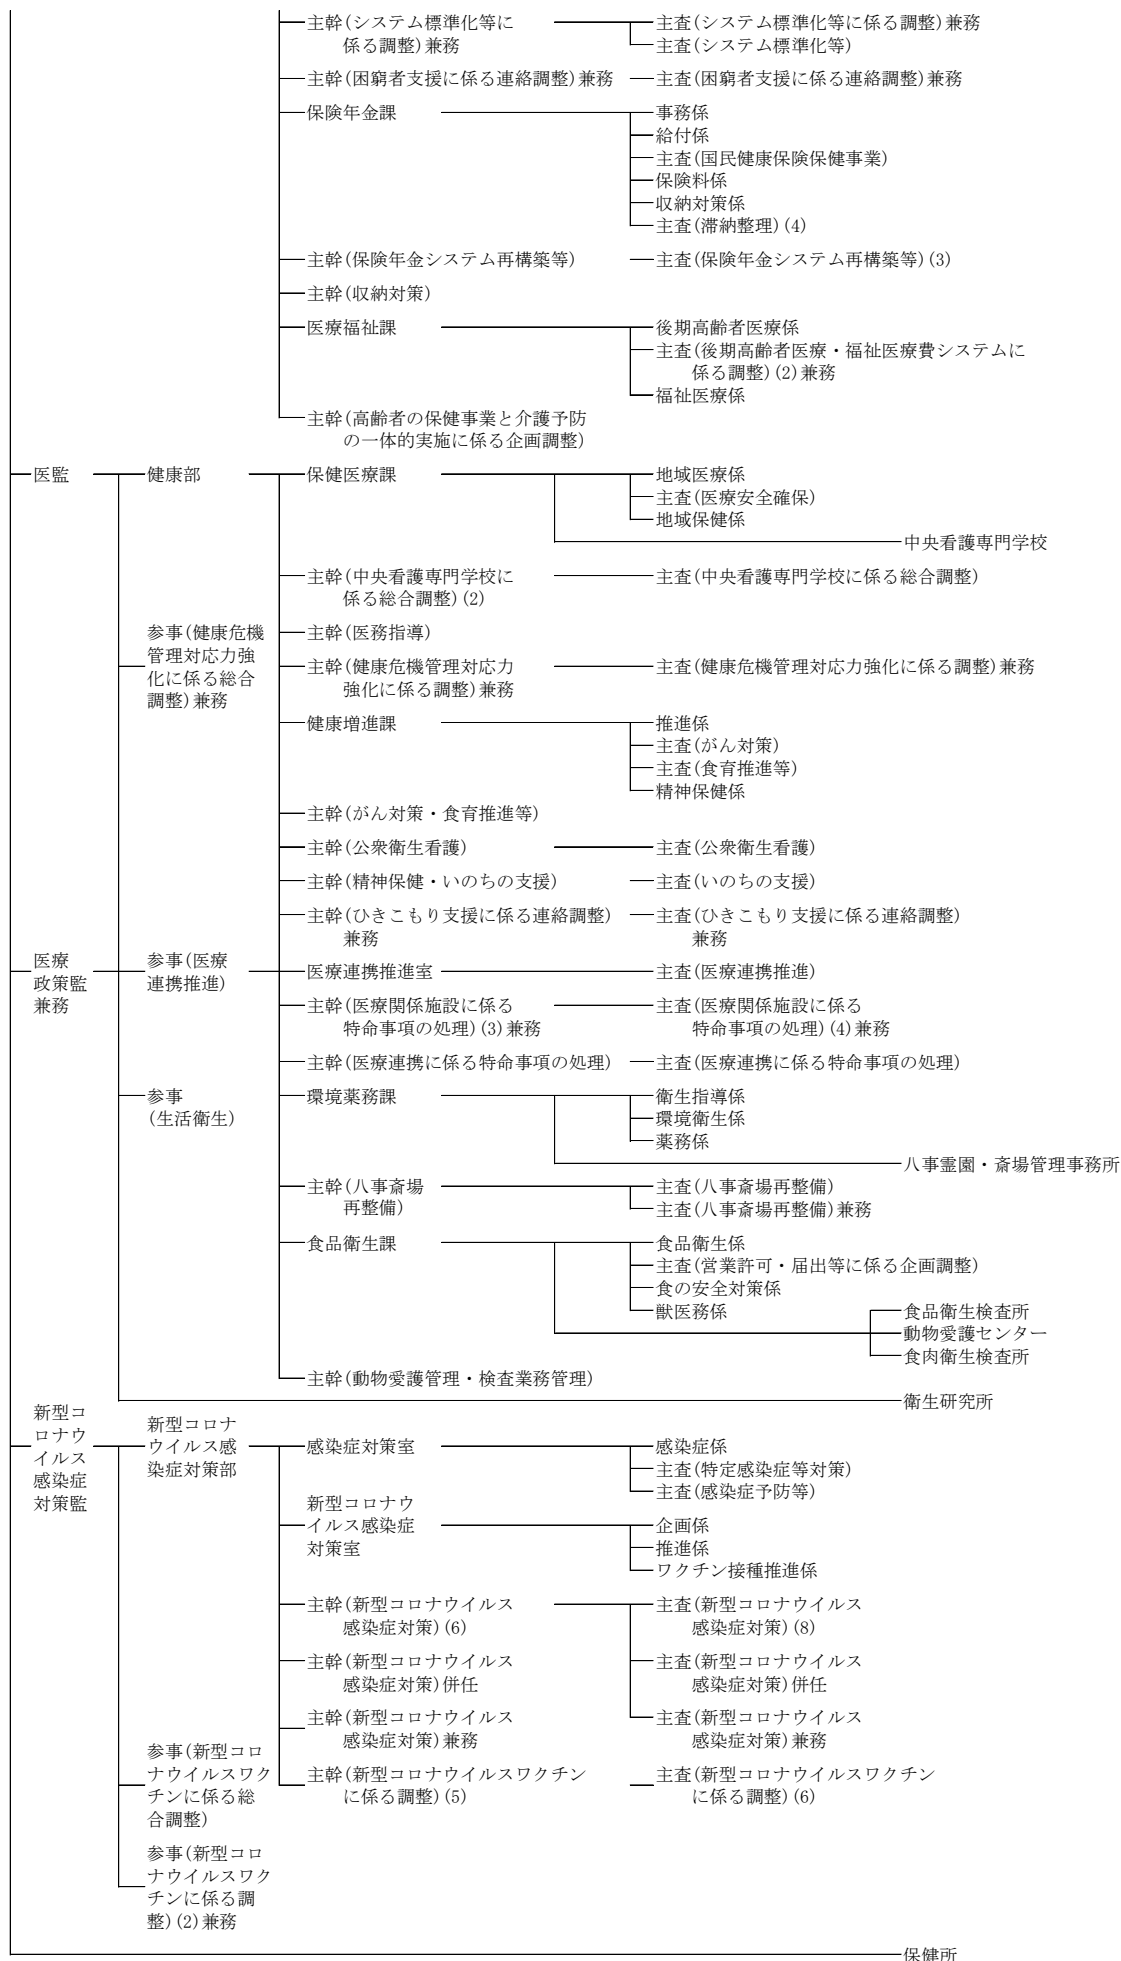 主幹(システム標準化等に
係る調整)兼務
主査(システム標準化等に係る調整)兼務
主査(システム標準化等)
主幹(困窮者支援に係る連絡調整)兼務
主査(困窮者支援に係る連絡調整)兼務
保険年金課
事務係
給付係
主査(国民健康保険保健事業)
保険料係
収納対策係
主査(滞納整理)(4)
主幹(保険年金システム再構築等)
主査(保険年金システム再構築等)(3)
主幹(収納対策)
医療福祉課
後期高齢者医療係
主査(後期高齢者医療・福祉医療費システムに
係る調整)(2)兼務
福祉医療係
主幹(高齢者の保健事業と介護予防
の一体的実施に係る企画調整)
医監
健康部
保健医療課
地域医療係
主査(医療安全確保)
地域保健係
中央看護専門学校
主幹(中央看護専門学校に
係る総合調整)(2)
主査(中央看護専門学校に係る総合調整)
参事(健康危機
管理対応力強
化に係る総合
調整)兼務
主幹(医務指導)
主幹(健康危機管理対応力
強化に係る調整)兼務
主査(健康危機管理対応力強化に係る調整)兼務
健康増進課
推進係
主査(がん対策)
主査(食育推進等)
精神保健係
主幹(がん対策・食育推進等)
主幹(公衆衛生看護)
主査(公衆衛生看護)
主幹(精神保健・いのちの支援)
主査(いのちの支援)
主幹(ひきこもり支援に係る連絡調整)
兼務
主査(ひきこもり支援に係る連絡調整)
兼務
医療
政策監
兼務
参事(医療
連携推進)
医療連携推進室
主査(医療連携推進)
主幹(医療関係施設に係る
特命事項の処理)(3)兼務
主査(医療関係施設に係る
特命事項の処理)(4)兼務
主幹(医療連携に係る特命事項の処理)
主査(医療連携に係る特命事項の処理)
参事
(生活衛生)
環境薬務課
衛生指導係
環境衛生係
薬務係
八事霊園・斎場管理事務所
主幹(八事斎場
再整備)
主査(八事斎場再整備)
主査(八事斎場再整備)兼務
食品衛生課
食品衛生係
主査(営業許可・届出等に係る企画調整)
食の安全対策係
獣医務係
食品衛生検査所
動物愛護センター
食肉衛生検査所
主幹(動物愛護管理・検査業務管理)
衛生研究所
新型コ
ロナウ
イルス
感染症
対策監
新型コロナ
ウイルス感
染症対策部
感染症対策室
感染症係
主査(特定感染症等対策)
主査(感染症予防等)
新型コロナウ
イルス感染症
対策室
企画係
推進係
ワクチン接種推進係
主幹(新型コロナウイルス
感染症対策)(6)
主査(新型コロナウイルス
感染症対策)(8)
主幹(新型コロナウイルス
感染症対策)併任
主査(新型コロナウイルス
感染症対策)併任
主幹(新型コロナウイルス
感染症対策)兼務
主査(新型コロナウイルス
感染症対策)兼務
参事(新型コロ
ナウイルスワク
チンに係る総
合調整)
主幹(新型コロナウイルスワクチン
に係る調整)(5)
主査(新型コロナウイルスワクチン
に係る調整)(6)
参事(新型コロ
ナウイルスワク
チンに係る調
整)(2)兼務
保健所